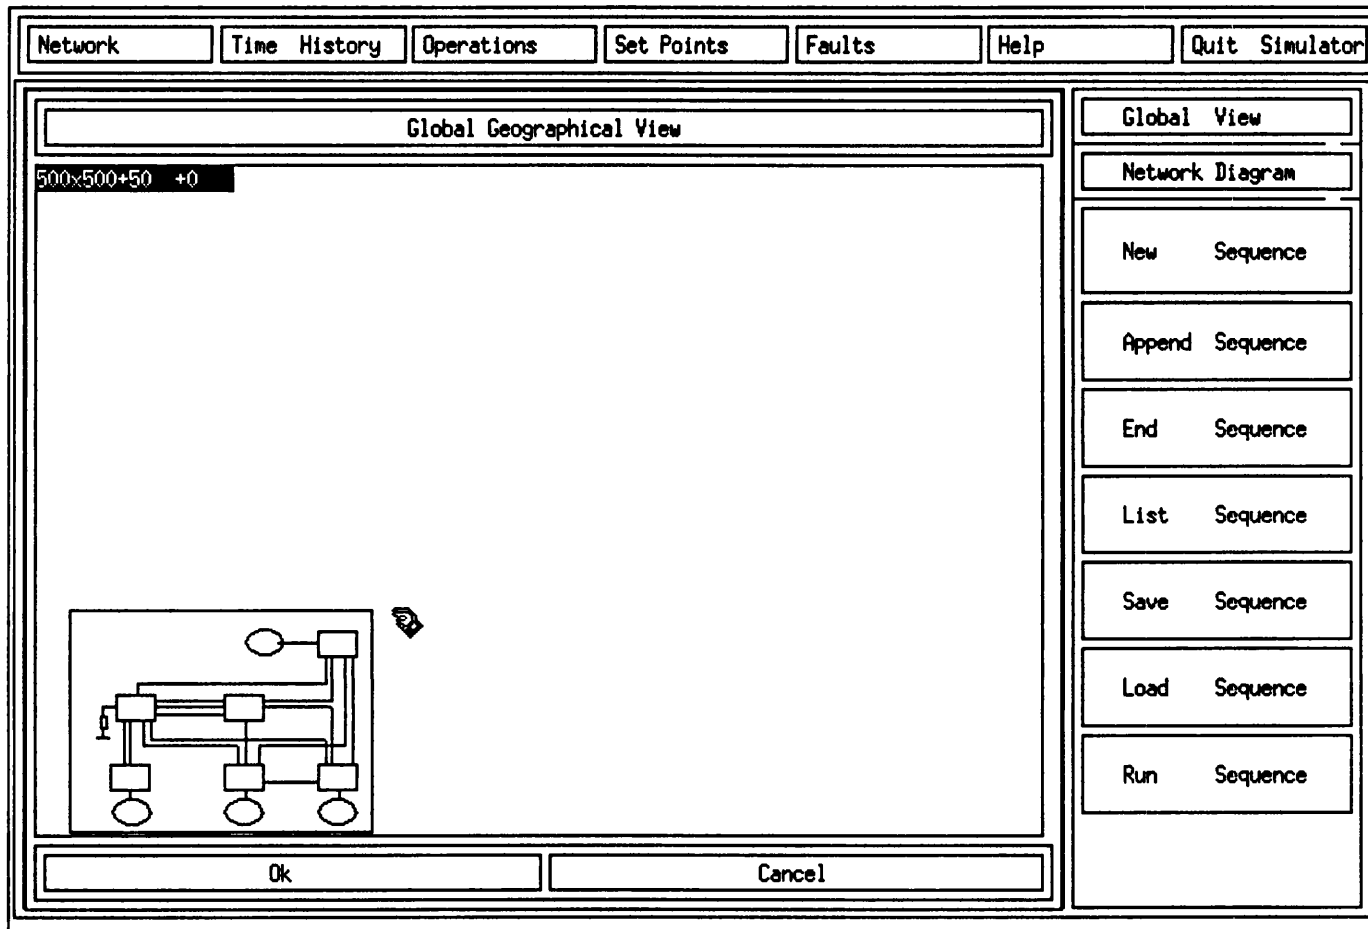 Network Time History Operations Set Points Faults Help Quit Simulator
Global Geographical View
Global View
500x500+50 +0
Network Diagram
New Sequence
Append Sequence
End Sequence
List Sequence
Save Sequence
Load Sequence
Run Sequence
Ok Cancel